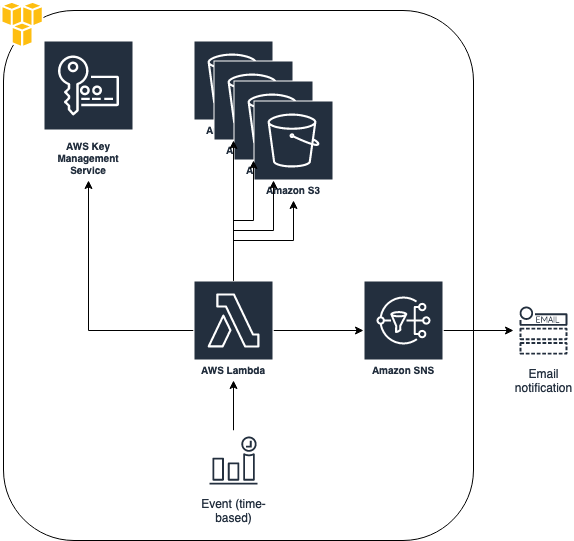 AWS Key
Management
Service
A
A
A
Amazon S3
AWS Lambda
Amazon SNS
EMAIL
Email
notification
Event (time-
based)